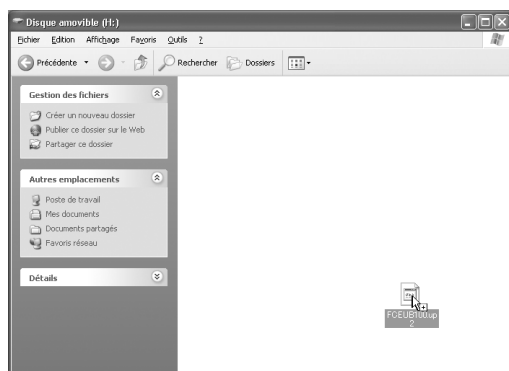 Disque amovible (H:)
Fichier Edition Affichage Favoris Outils ?
Précédente Rechercher Dossiers
Gestion des fichiers
Créer un nouveau dossier
Publier ce dossier sur le Web
Partager ce dossier
Autres emplacements
Poste de travail
Mes documents
Documents partagés
Favoris réseau
Détails
FCEUB100.up
2